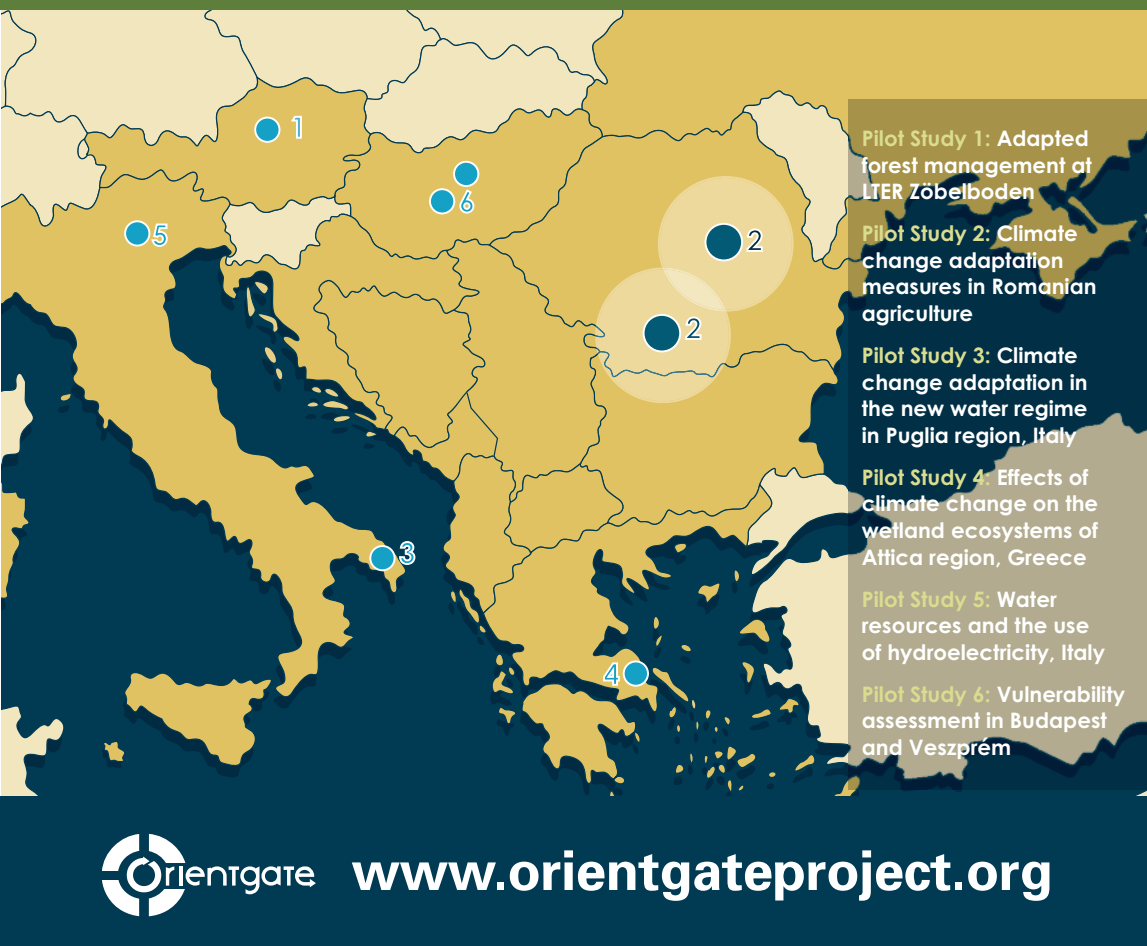 1
5
6
2
2
3
4
Pilot Study 1: Adapted
forest management at
LTER Zöbelboden
Pilot Study 2: Climate
change adaptation
measures in Romanian
agriculture
Pilot Study 3: Climate
change adaptation in
the new water regime
in Puglia region, Italy
Pilot Study 4: Effects of
climate change on the
wetland ecosystems of
Attica region, Greece
Pilot Study 5: Water
resources and the use
of hydroelectricity, Italy
Pilot Study 6: Vulnerability
assessment in Budapest
and Veszprém
Orientgate
www.orientgateproject.org